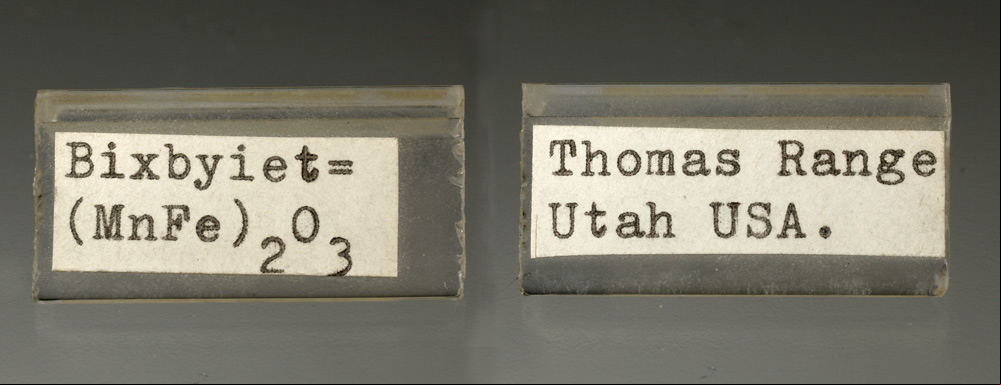 Bixbyiet=
(MnFe)₂O₃
Thomas Range
Utah USA.